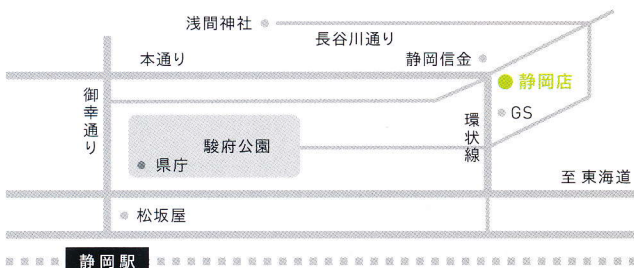 浅間神社
長谷川通り
本通り
静岡信金
静岡店
御幸通り
GS
環状線
駿府公園
県庁
至 東海道
松坂屋
静岡駅